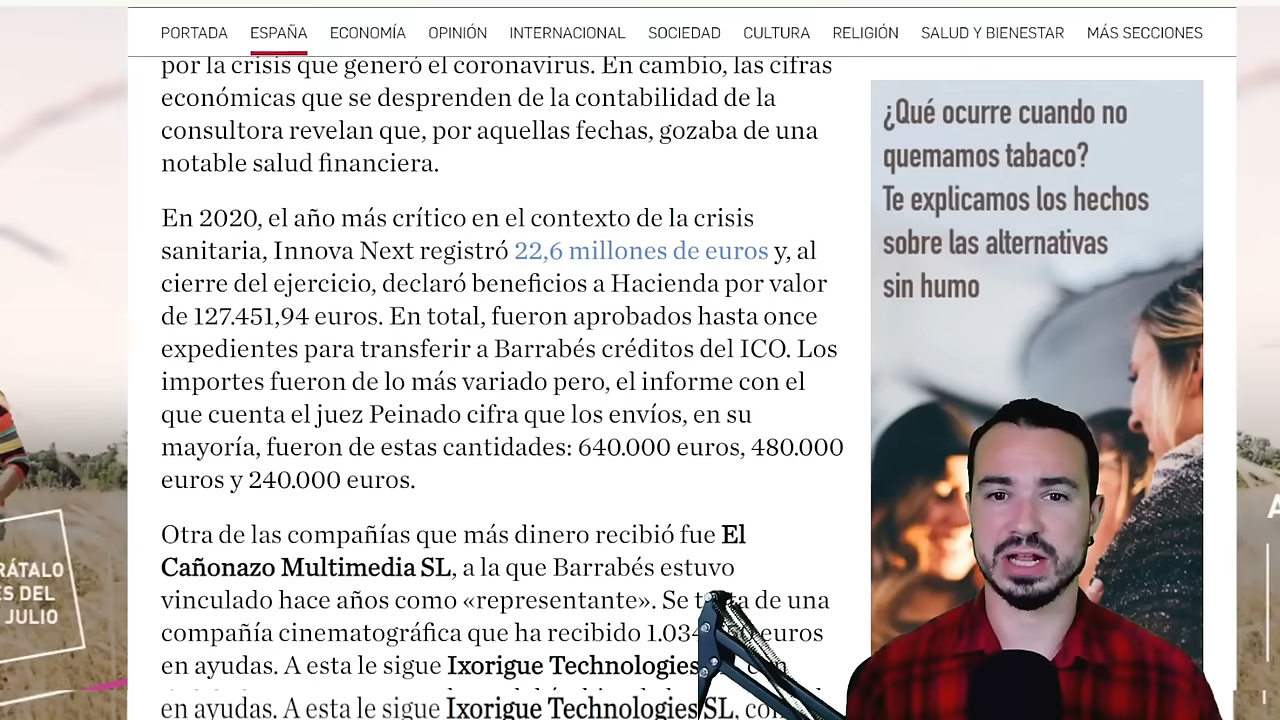 PORTADA ESPAÑA ECONOMÍA OPINIÓN INTERNACIONAL SOCIEDAD CULTURA RELIGIÓN SALUD Y BIENESTAR MÁS SECCIONES
por la crisis que generó el coronavirus. En cambio, las cifras
económicas que se desprenden de la contabilidad de la
consultora revelan que, por aquellas fechas, gozaba de una
notable salud financiera.
En 2020, el año más crítico en el contexto de la crisis
sanitaria, Innova Next registró 22,6 millones de euros y, al
cierre del ejercicio, declaró beneficios a Hacienda por valor
de 127.451,94 euros. En total, fueron aprobados hasta once
expedientes para transferir a Barrabés créditos del ICO. Los
importes fueron de lo más variado pero, el informe con el
que cuenta el juez Peinado cifra que los envíos, en su
mayoría, fueron de estas cantidades: 640.000 euros, 480.000
euros y 240.000 euros.
Otra de las compañías que más dinero recibió fue El
Cañonazo Multimedia SL, a la que Barrabés estuvo
vinculado hace años como «representante». Se de una
compañía cinematográfica que ha recibido euros
en ayudas. A esta le sigue Ixorigue Technologies
en ayudas. A esta le sigue Ixorigue Technologies SL,
¿Qué ocurre cuando no
quemamos tabaco?
Te explicamos los hechos
sobre las alternativas
sin humo
RÁTALO
ES DEL
JULIO